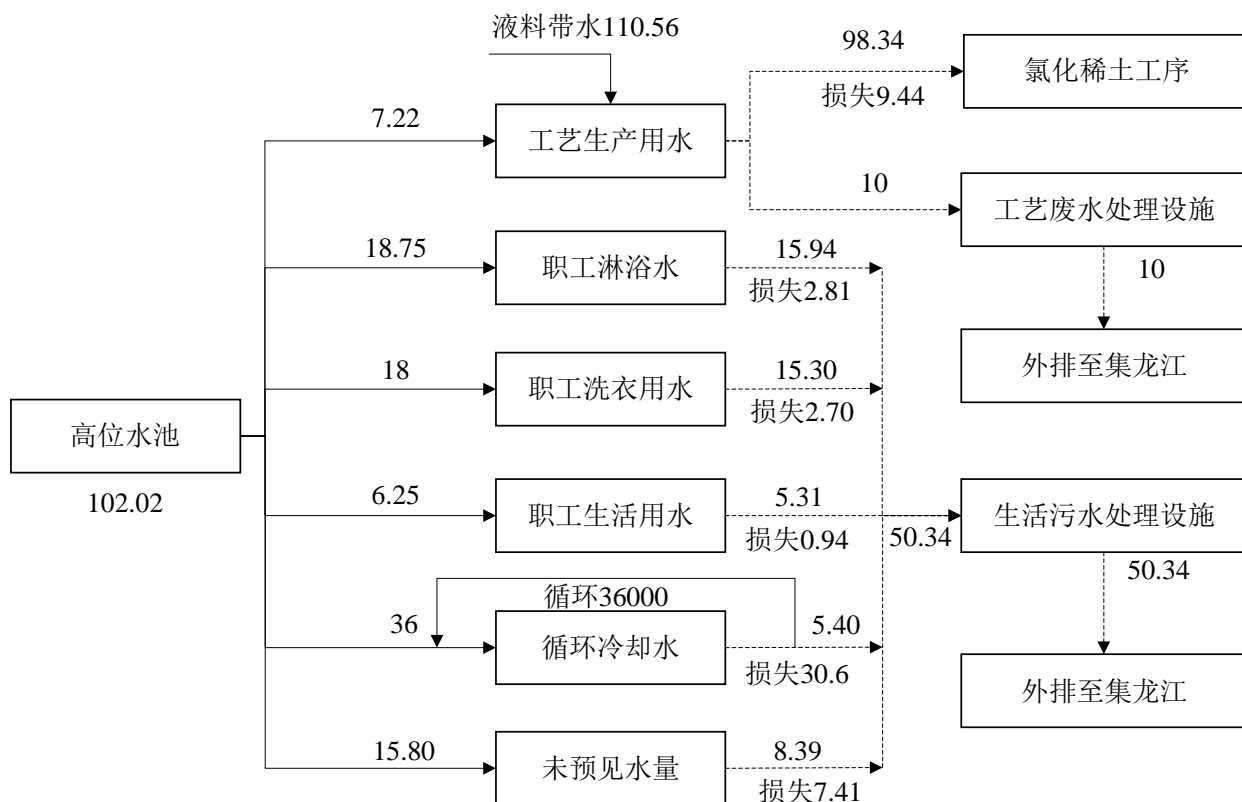 液料带水110.56
98.34
氯化稀土工序
损失9.44
7.22
工艺生产用水
10
工艺废水处理设施
18.75
职工淋浴水
15.94
损失2.81
10
外排至集龙江
18
职工洗衣用水
15.30
损失2.70
高位水池
102.02
6.25
职工生活用水
5.31
损失0.94
50.34
生活污水处理设施
50.34
循环36000
36
循环冷却水
5.40
损失30.6
外排至集龙江
15.80
未预见水量
8.39
损失7.41